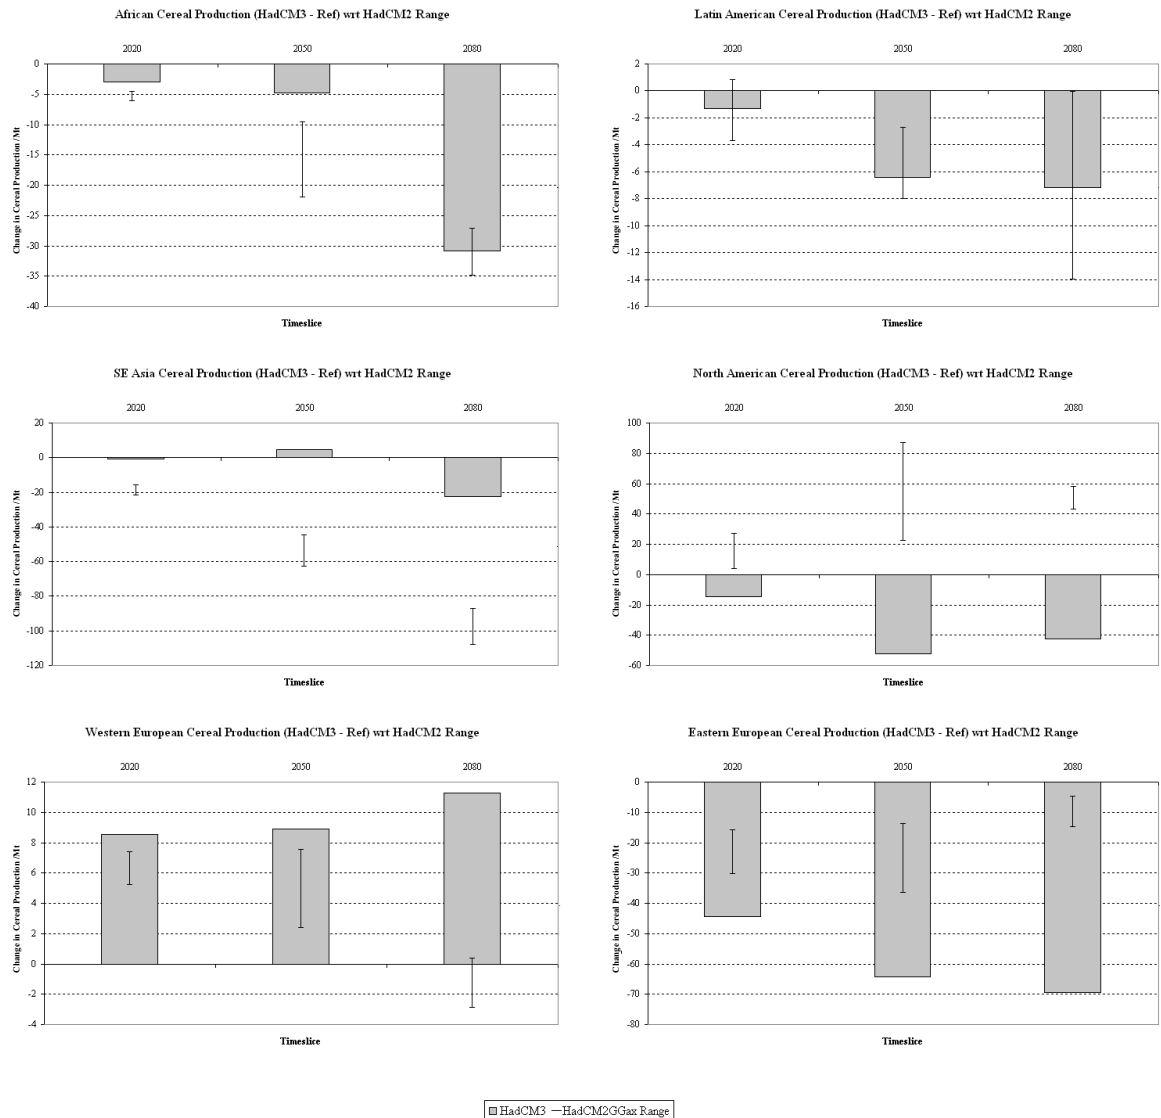 African Cereal Production (HadCM3 - Ref) wrt HadCM2 Range
2020 2050 2080
0
-5
-10
-15
-20
-25
-30
-35
-40
Change in Cereal Production /Mt
Timeslice
Latin American Cereal Production (HadCM3 - Ref) wrt HadCM2 Range
2020 2050 2080
2
0
-2
-4
-6
-8
-10
-12
-14
-16
Change in Cereal Production /Mt
Timeslice
SE Asia Cereal Production (HadCM3 - Ref) wrt HadCM2 Range
2020 2050 2080
20
0
-20
-40
-60
-80
-100
-120
Change in Cereal Production /Mt
Timeslice
North American Cereal Production (HadCM3 - Ref) wrt HadCM2 Range
2020 2050 2080
100
80
60
40
20
0
-20
-40
-60
Change in Cereal Production /Mt
Timeslice
Western European Cereal Production (HadCM3 - Ref) wrt HadCM2 Range
2020 2050 2080
12
10
8
6
4
2
0
-2
-4
Change in Cereal Production /Mt
Timeslice
Eastern European Cereal Production (HadCM3 - Ref) wrt HadCM2 Range
2020 2050 2080
0
-10
-20
-30
-40
-50
-60
-70
-80
Change in Cereal Production /Mt
Timeslice
HadCM3 HadCM2GGax Range